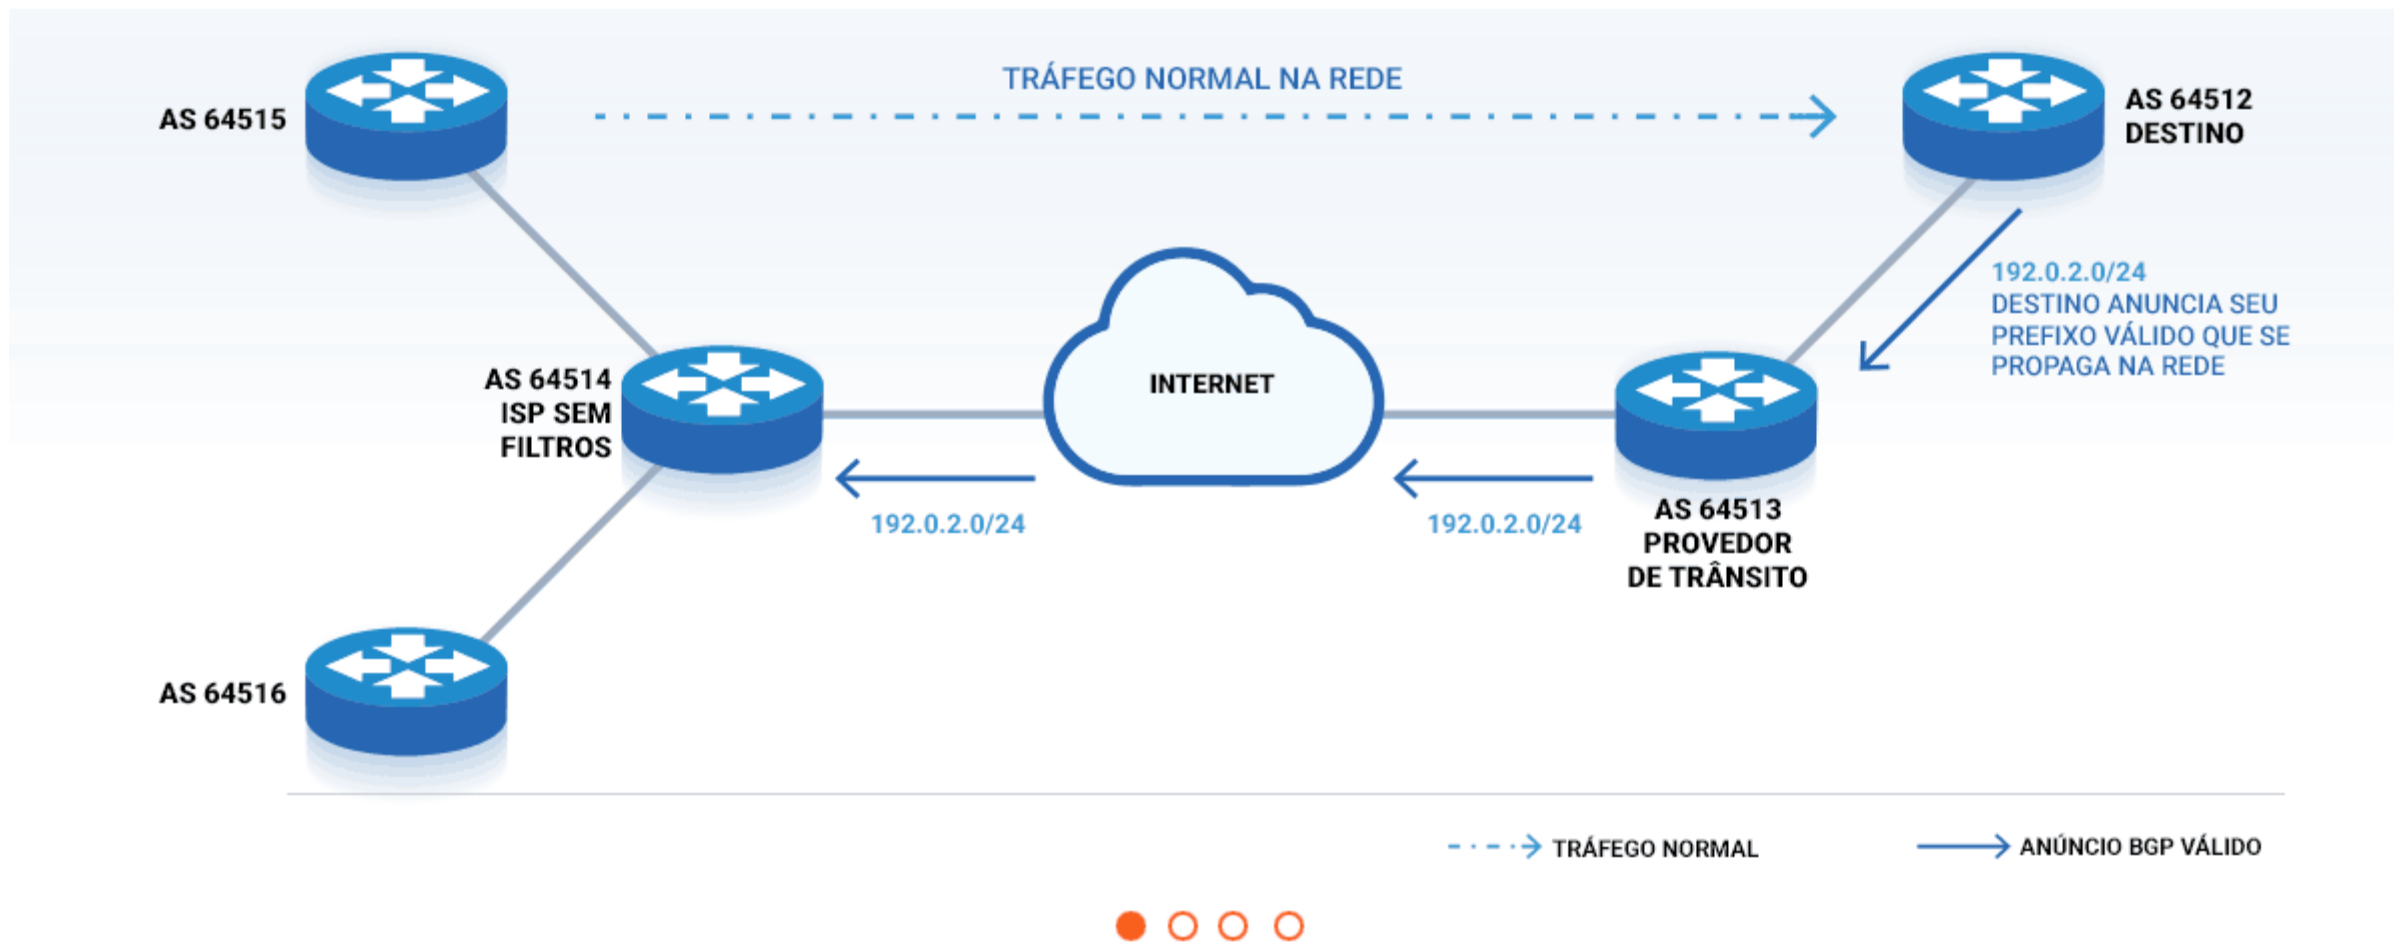 TRÁFEGO NORMAL NA REDE
AS 64515
AS 64512
DESTINO
192.0.2.0/24
DESTINO ANUNCIA SEU
PREFIXO VÁLIDO QUE SE
PROPAGA NA REDE
AS 64514
ISP SEM
FILTROS
INTERNET
192.0.2.0/24
192.0.2.0/24
AS 64513
PROVEDOR
DE TRÂNSITO
AS 64516
TRÁFEGO NORMAL
ANÚNCIO BGP VÁLIDO